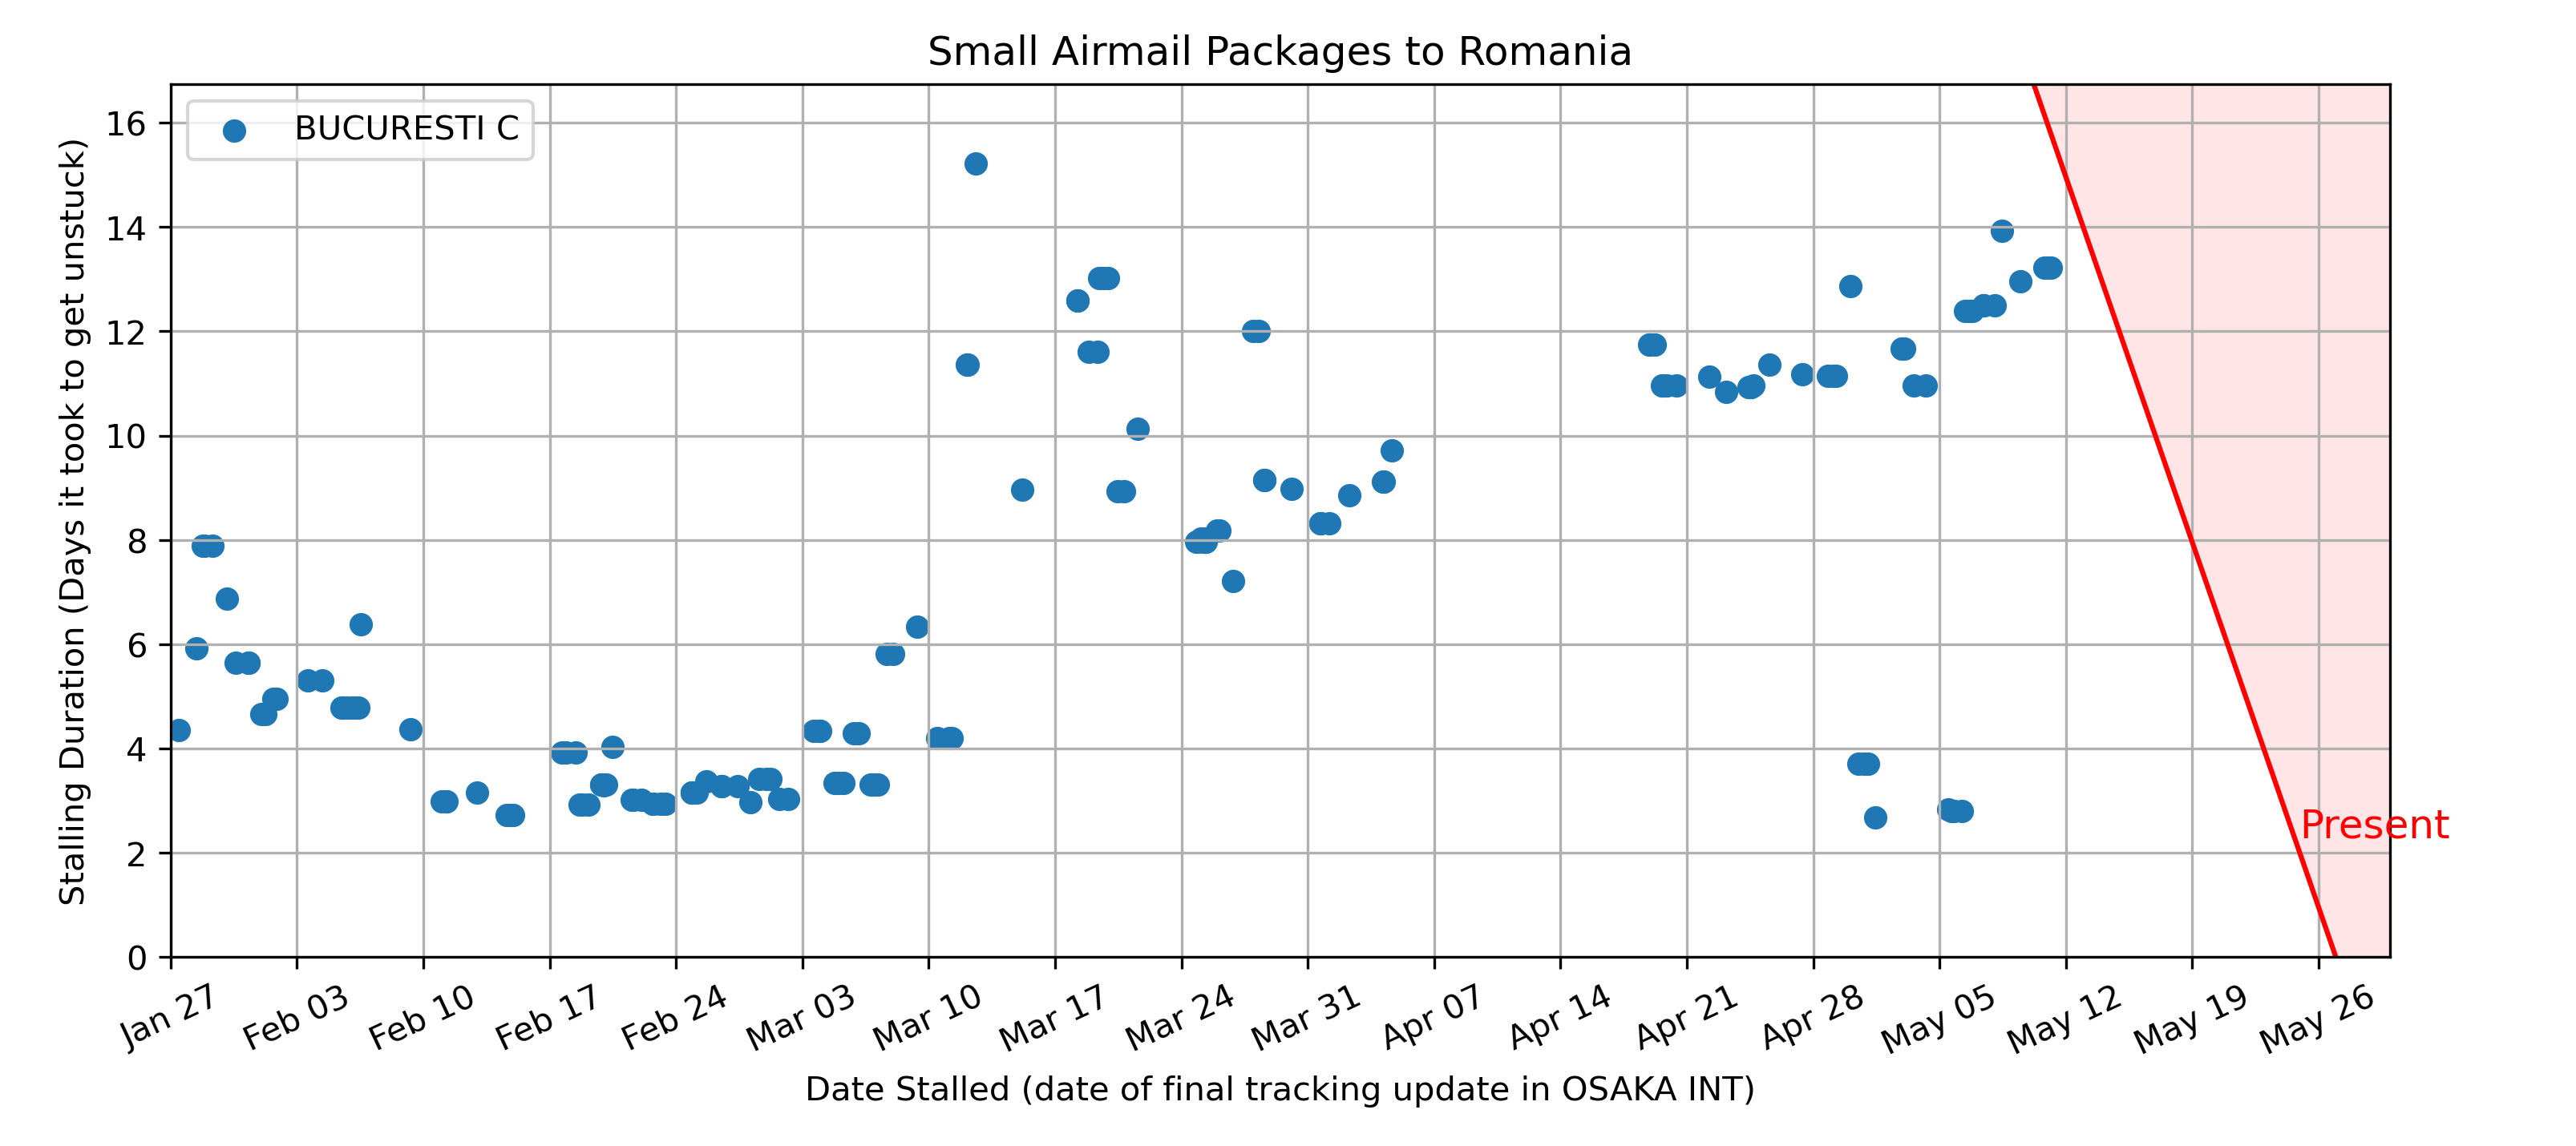 Small Airmail Packages to Romania
BUCURESTI C
Stalling Duration (Days it took to get unstuck)
16
14
12
10
8
6
4
2
0
Present
Jan 27
Feb 03
Feb 10
Feb 17
Feb 24
Mar 03
Mar 10
Mar 17
Mar 24
Mar 31
Apr 07
Apr 14
Apr 21
Apr 28
May 05
May 12
May 19
May 26
Date Stalled (date of final tracking update in OSAKA INT)